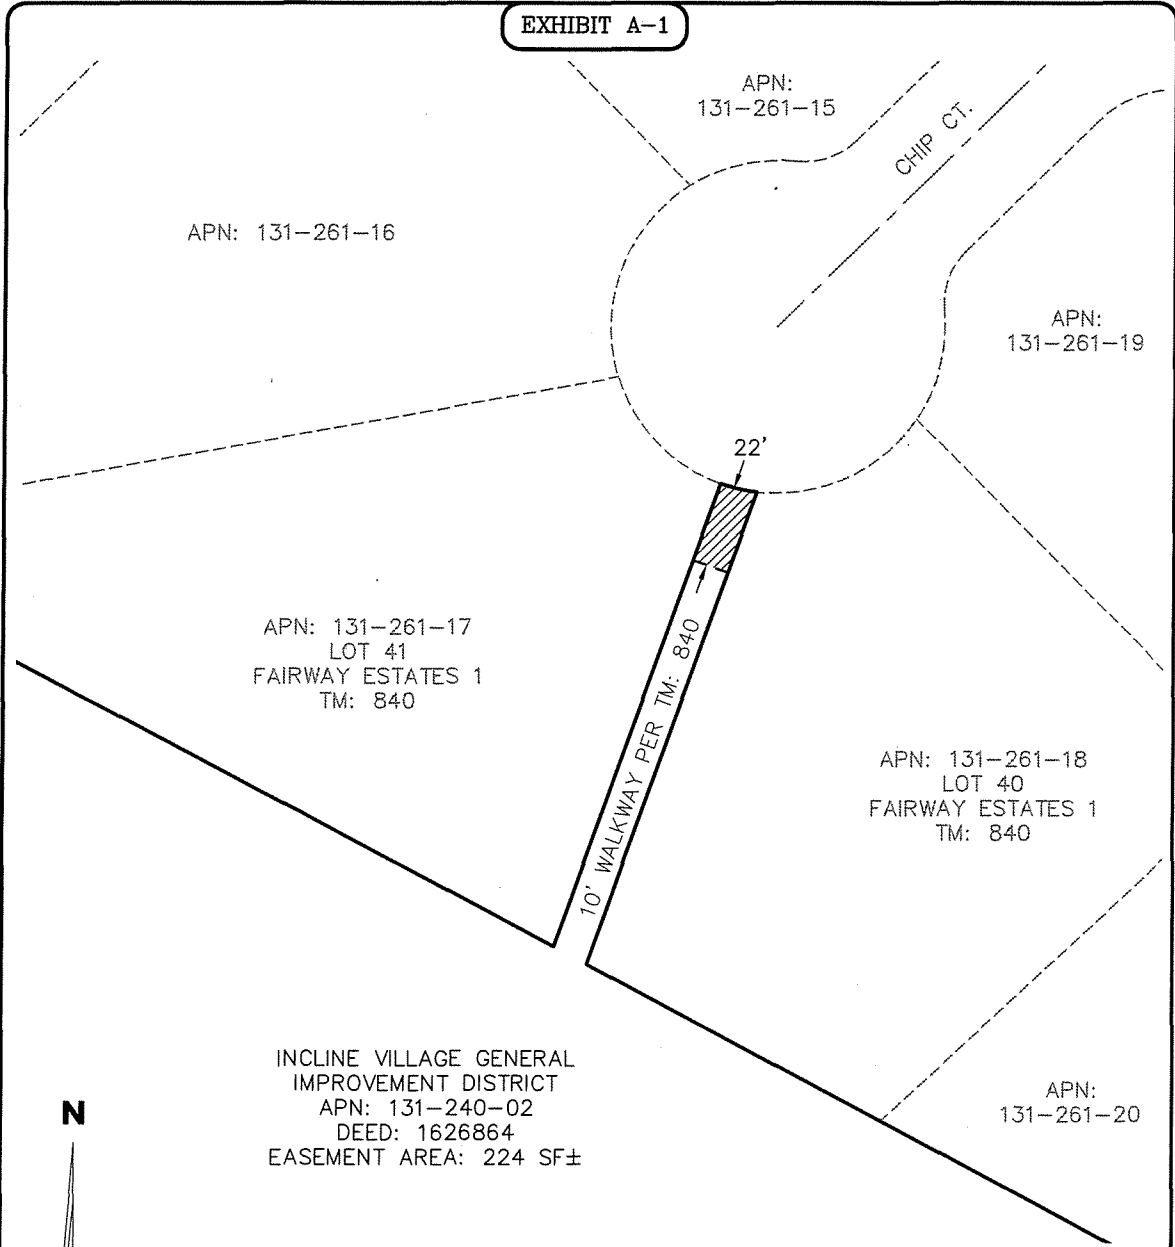 EXHIBIT A-1
APN:
131-261-15
CHIP CT.
APN: 131-261-16
APN:
131-261-19
22'
APN: 131-261-17
LOT 41
FAIRWAY ESTATES 1
TM: 840
10' WALKWAY PER TM: 840
APN: 131-261-18
LOT 40
FAIRWAY ESTATES 1
TM: 840
INCLINE VILLAGE GENERAL
IMPROVEMENT DISTRICT
APN: 131-240-02
DEED: 1626864
EASEMENT AREA: 224 SF±
APN:
131-261-20
N